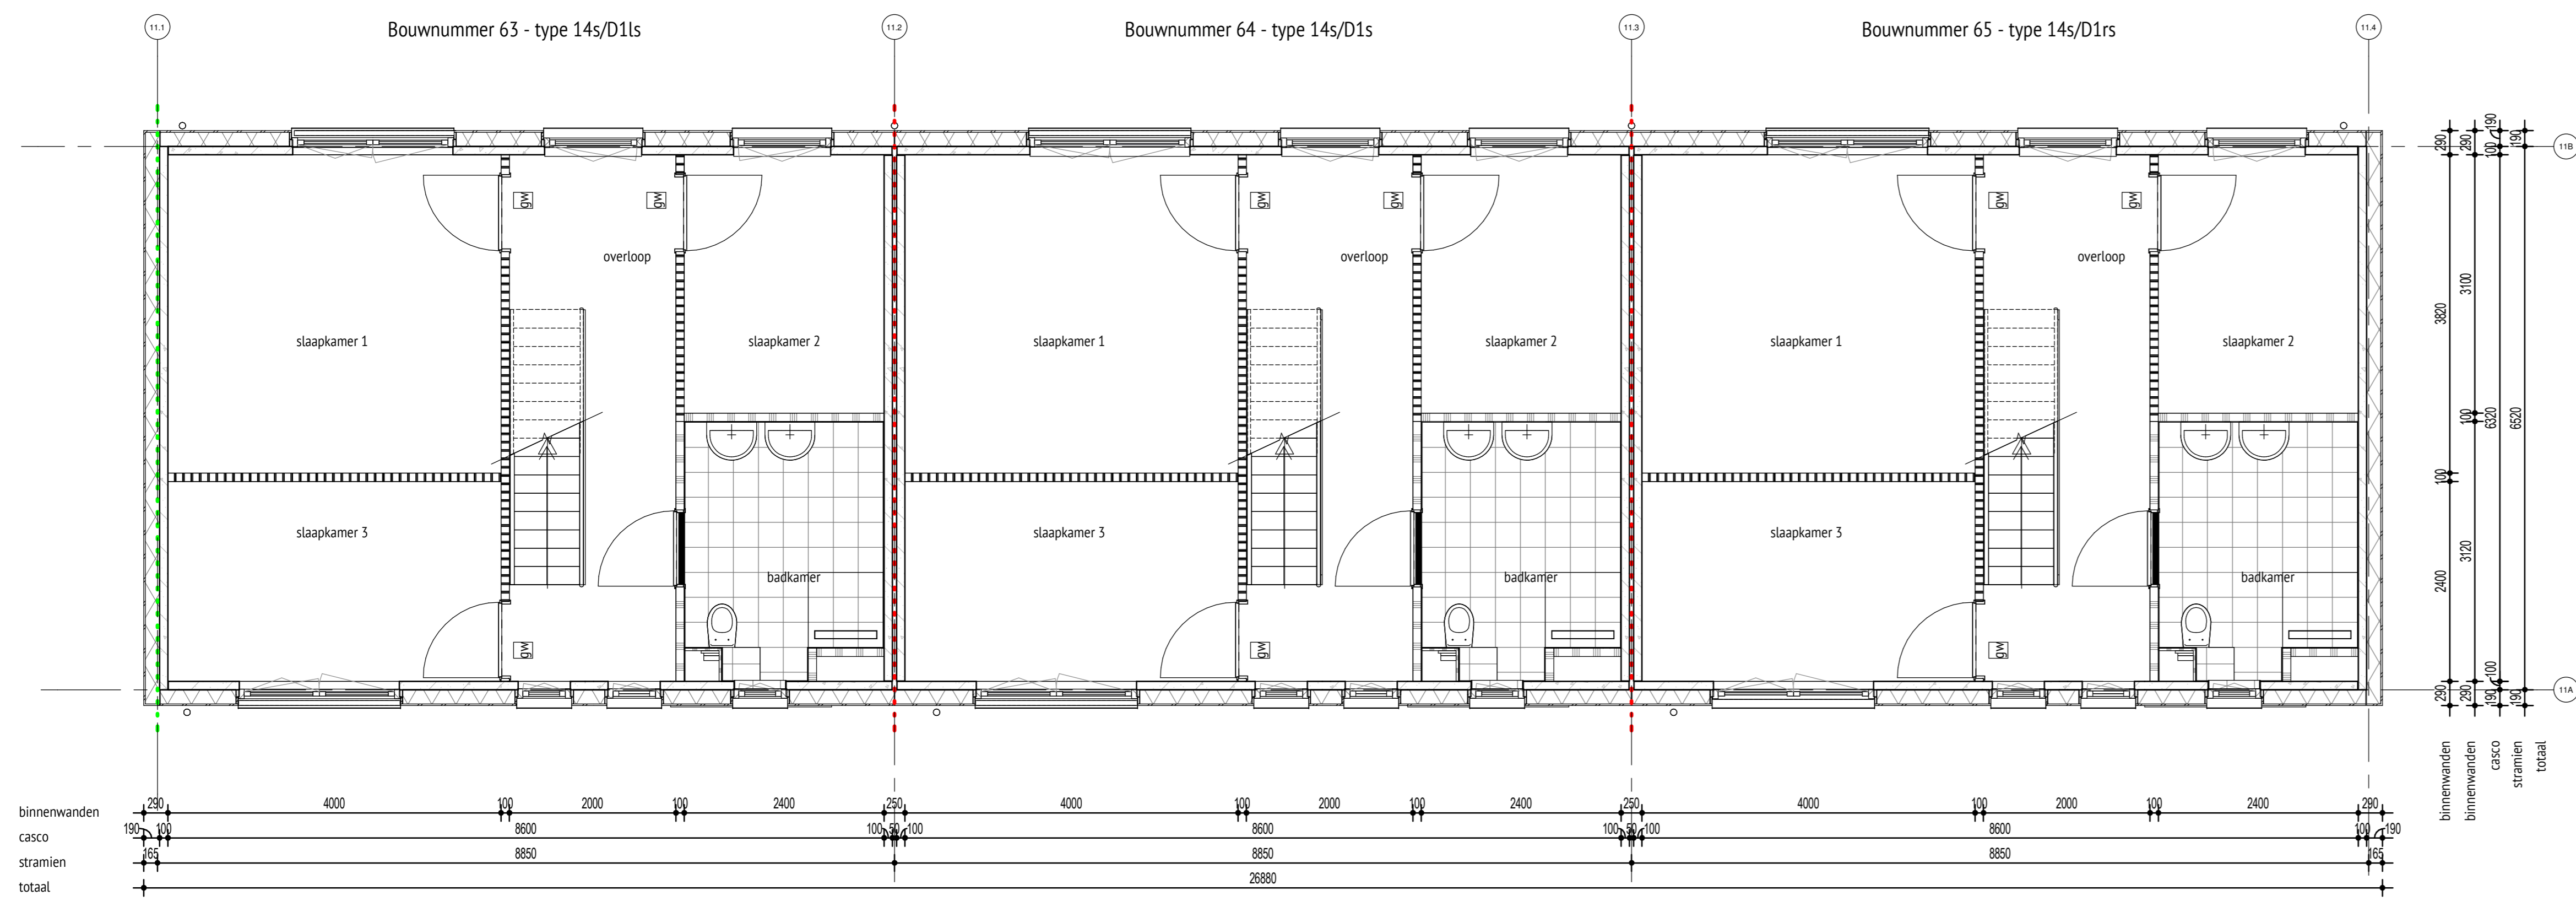 11.1
Bouwnummer 63 - type 14s/D1ls
11.2
Bouwnummer 64 - type 14s/D1s
11.3
Bouwnummer 65 - type 14s/D1rs
11.4
11B
gw
gw
gw
gw
gw
gw
overloop
overloop
overloop
slaapkamer 1
slaapkamer 2
slaapkamer 1
slaapkamer 2
slaapkamer 1
slaapkamer 2
slaapkamer 3
slaapkamer 3
slaapkamer 3
badkamer
badkamer
badkamer
gw
gw
gw
11A
290 3820 100 2400 290
290 3100 100 3120 290
190 100 6320 100 190
190 6520 190
binnenwanden
binnenwanden
casco
stramien
totaal
binnenwanden 290 4000 100 2000 100 2400 250 4000 100 2000 100 2400 250 4000 100 2000 100 2400 290
casco 190 100 8600 100 50 100 8600 100 50 100 8600 100 190
stramien 165 8850 8850 8850 165
totaal 26880